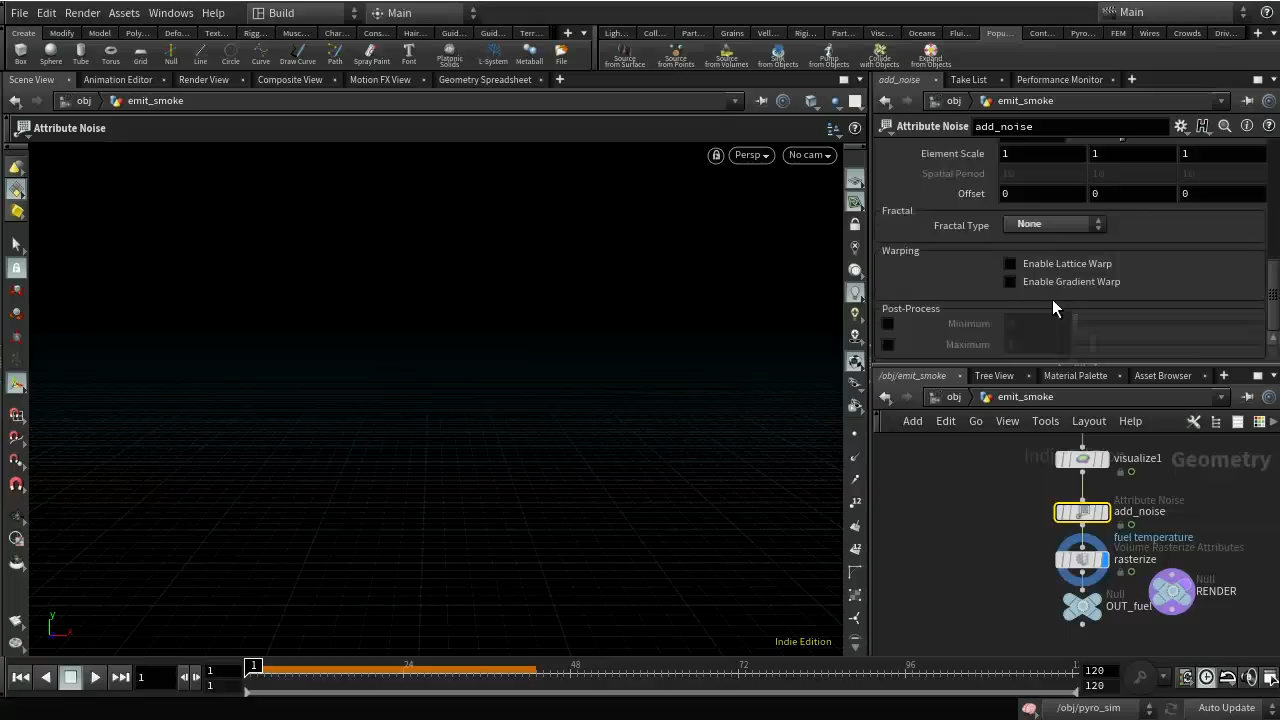 File Edit Render Assets Windows Help Build Main Main
Create Modify Model Poly... Defo... Text... Rigg... Musc... Char... Cons... Hair... Guid... Guid... Terr... Ligh... Coll... Part... Grains Vell... Rigi... Part... Visc... Oceans Flui... Popu... Cont... Pyro... FEM Wires Crowds Driv...
Box Sphere Tube Torus Grid Null Line Circle Curve Draw Curve Path Spray Paint Font Platonic Solids L-System Metaball File Source from Surface Source from Points Source from Volumes Sink from Objects Pump from Objects Collide with Objects Expand from Objects
Scene View Animation Editor Render View Composite View Motion FX View Geometry Spreadsheet
obj emit_smoke
Attribute Noise
Persp No cam
Indie Edition
y
x
add_noise Take List Performance Monitor
obj emit_smoke
Attribute Noise add_noise
Element Scale 1 1 1
Spatial Period 10 10 10
Offset 0 0 0
Fractal
Fractal Type None
Warping
Enable Lattice Warp
Enable Gradient Warp
Post-Process
Minimum
Maximum
/obj/emit_smoke Tree View Material Palette Asset Browser
obj emit_smoke
Add Edit Go View Tools Layout Help
Geometry
visualize1
Attribute Noise
add_noise
fuel temperature
Volume Rasterize Attributes
rasterize
Null
RENDER
Null
OUT_fuel
1 1 1 24 48 72 96 1 120
1 120
/obj/pyro_sim Auto Update